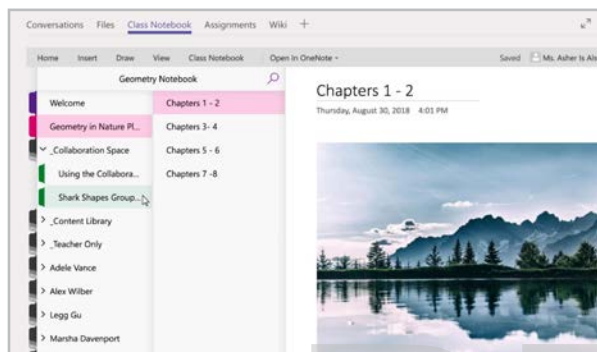 Conversations Files Class Notebook Assignments Wiki +
Home Insert Draw View Class Notebook Open in OneNote Saved Ms. Asher Is Al
Geometry Notebook
Welcome
Geometry in Nature Pl...
_Collaboration Space
Using the Collabora...
Shark Shapes Group...
_Content Library
_Teacher Only
Adele Vance
Alex Wilber
Legg Gu
Marsha Davenport
Chapters 1 - 2
Chapters 3- 4
Chapters 5 - 6
Chapters 7 -8
Chapters 1 - 2
Thursday, August 30, 2018 4:01 PM